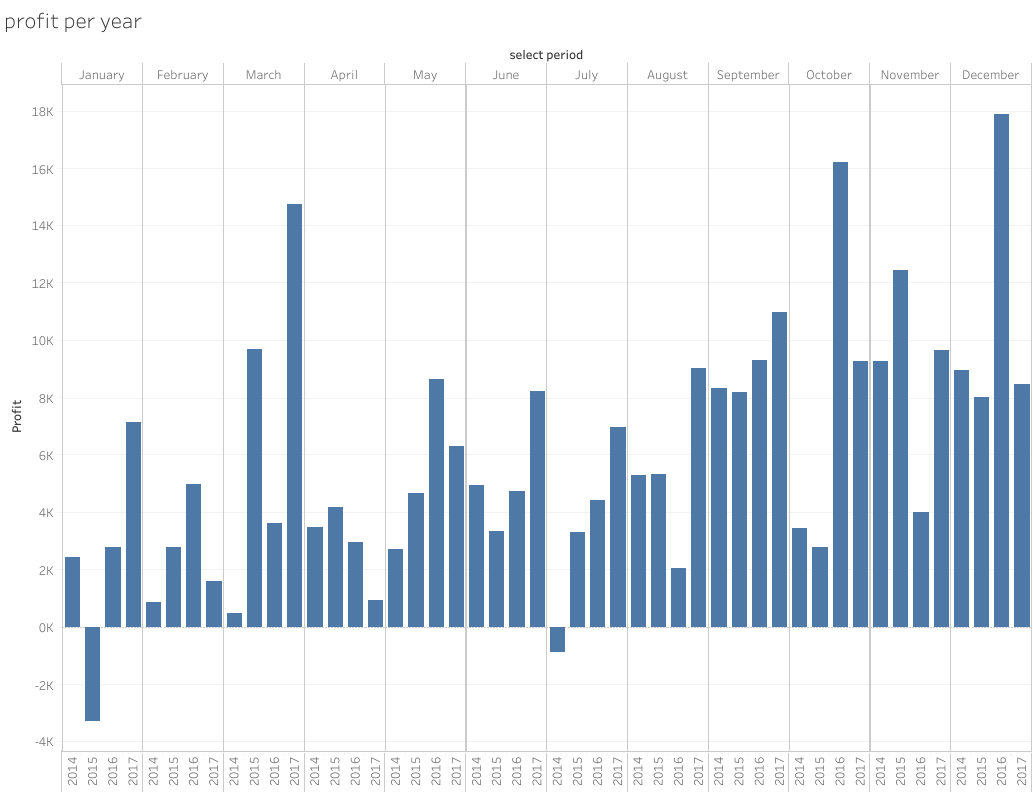 profit per year
select period
January February March April May June July August September October November December
18K
16K
14K
12K
10K
8K
6K
4K
2K
0K
-2K
-4K
Profit
2014 2015 2016 2017 2014 2015 2016 2017 2014 2015 2016 2017 2014 2015 2016 2017 2014 2015 2016 2017 2014 2015 2016 2017 2014 2015 2016 2017 2014 2015 2016 2017 2014 2015 2016 2017 2014 2015 2016 2017 2014 2015 2016 2017 2014 2015 2016 2017